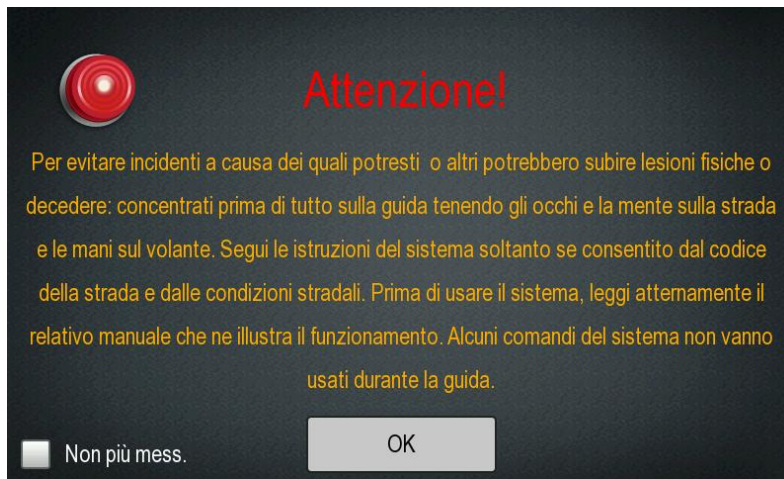 Attenzione!
Per evitare incidenti a causa dei quali potresti o altri potrebbero subire lesioni fisiche o
decedere: concentrati prima di tutto sulla guida tenendo gli occhi e la mente sulla strada
e le mani sul volante. Segui le istruzioni del sistema soltanto se consentito dal codice
della strada e dalle condizioni stradali. Prima di usare il sistema, leggi atternamente il
relativo manuale che ne illustra il funzionamento. Alcuni comandi del sistema non vanno
usati durante la guida.
OK
Non più mess.